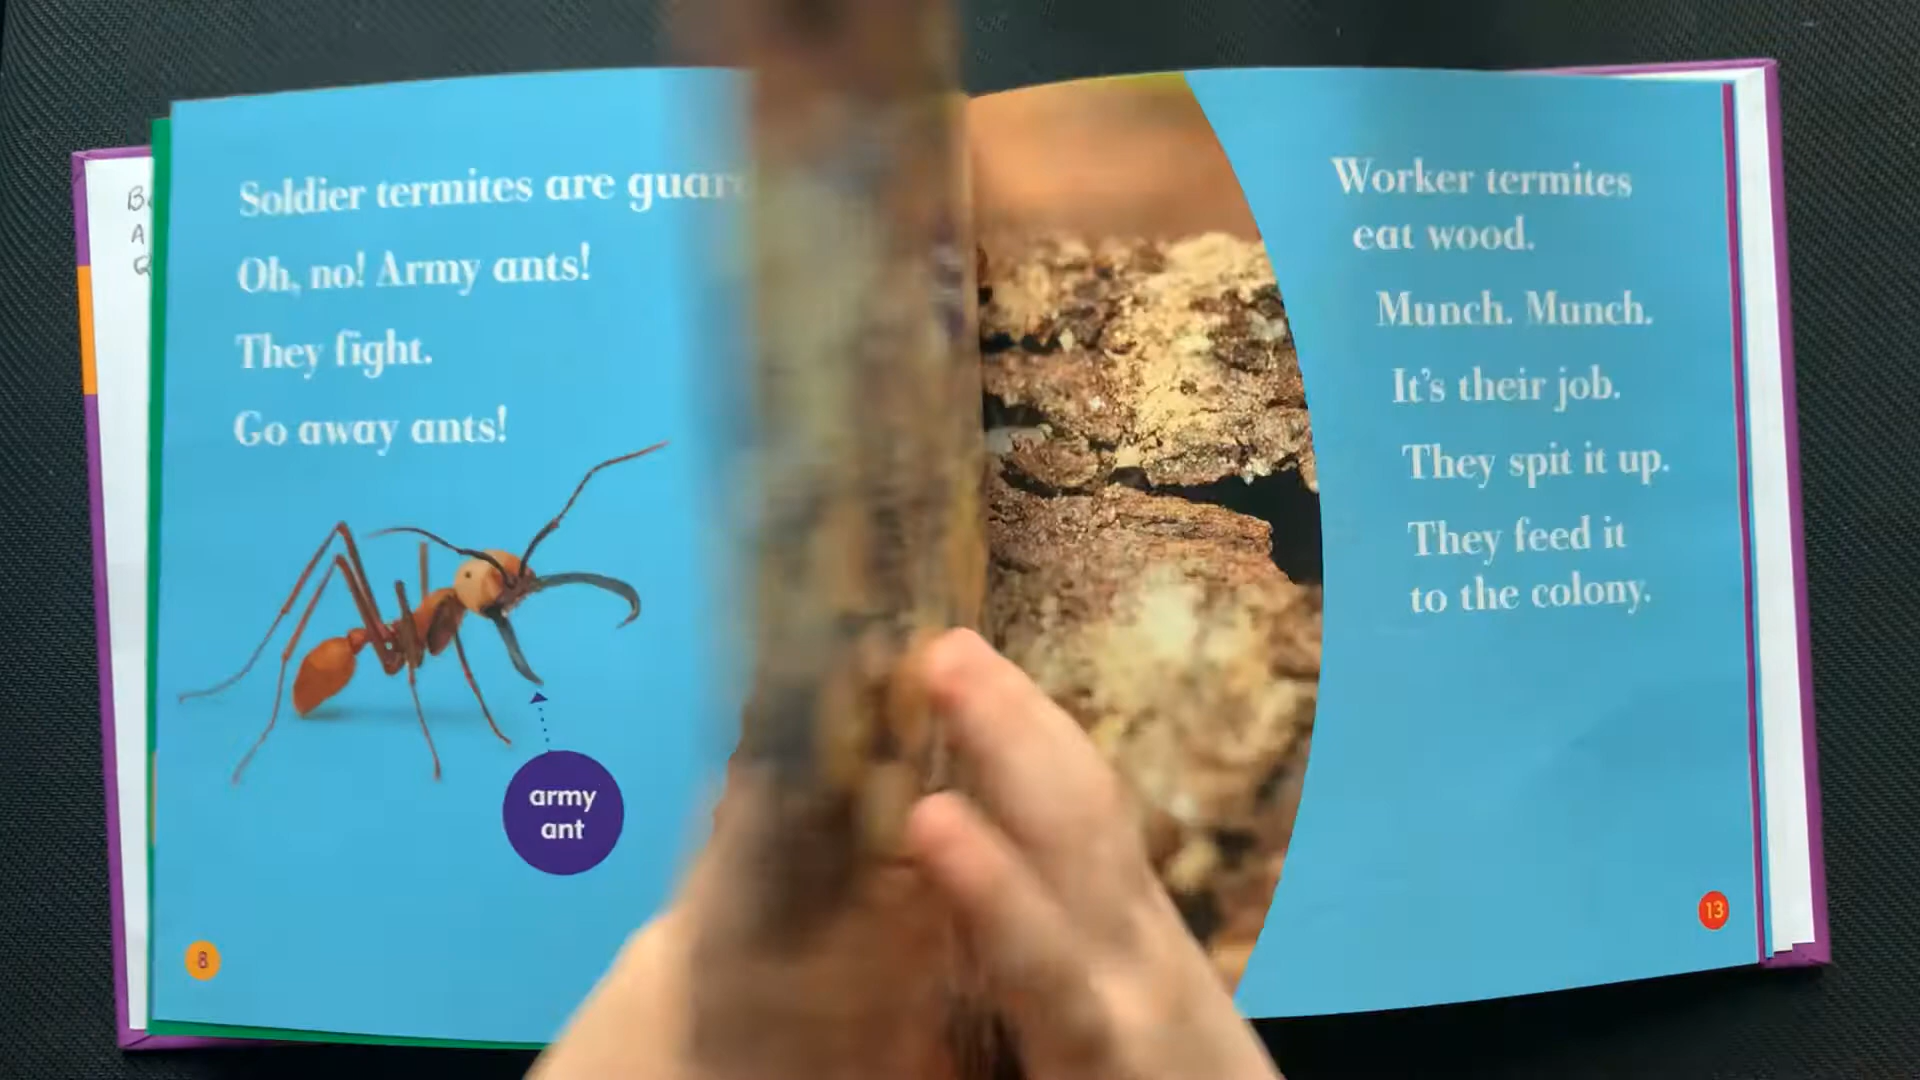 Soldier termites are
Oh, no! Army ants!
They fight.
Go away ants!
army
ant
8
Worker termites
eat wood.
Munch. Munch.
It's their job.
They spit it up.
They feed it
to the colony.
13